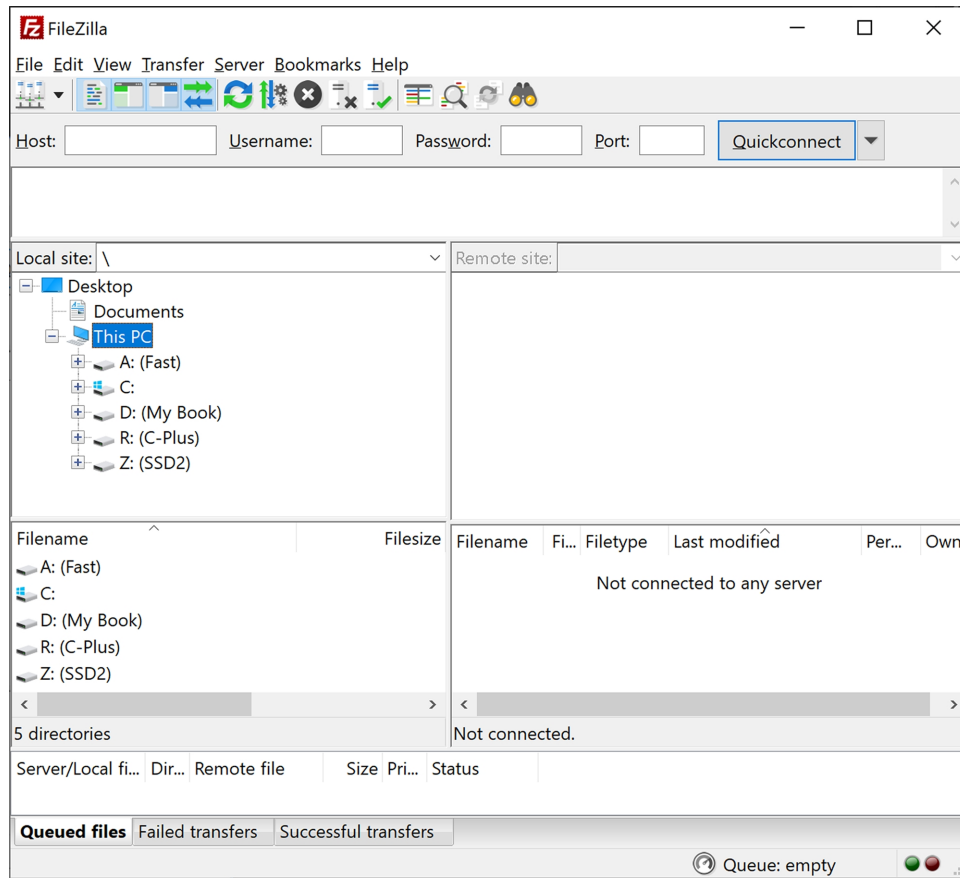 Fz FileZilla
File Edit View Transfer Server Bookmarks Help
Host: Username: Password: Port: Quickconnect
Local site: \
Remote site:
Desktop
Documents
This PC
A: (Fast)
C:
D: (My Book)
R: (C-Plus)
Z: (SSD2)
Filename Filesize
A: (Fast)
C:
D: (My Book)
R: (C-Plus)
Z: (SSD2)
5 directories
Filename Fi... Filetype Last modified Per... Own
Not connected to any server
Not connected.
Server/Local fi... Dir... Remote file Size Pri... Status
Queued files Failed transfers Successful transfers
Queue: empty